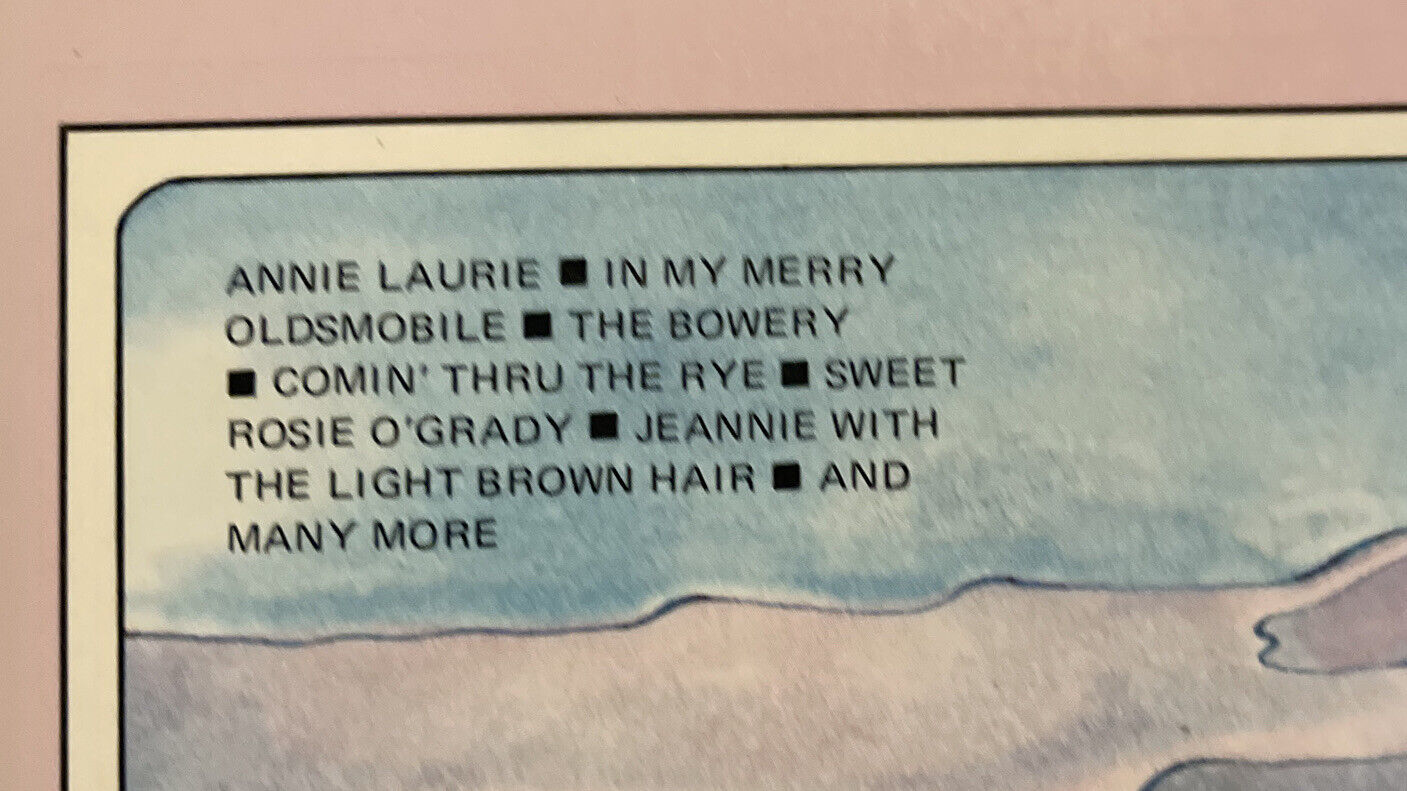 ANNIE LAURIE ■ IN MY MERRY
OLDSMOBILE ■ THE BOWERY
■ COMIN' THRU THE RYE ■ SWEET
ROSIE O'GRADY ■ JEANNIE WITH
THE LIGHT BROWN HAIR ■ AND
MANY MORE